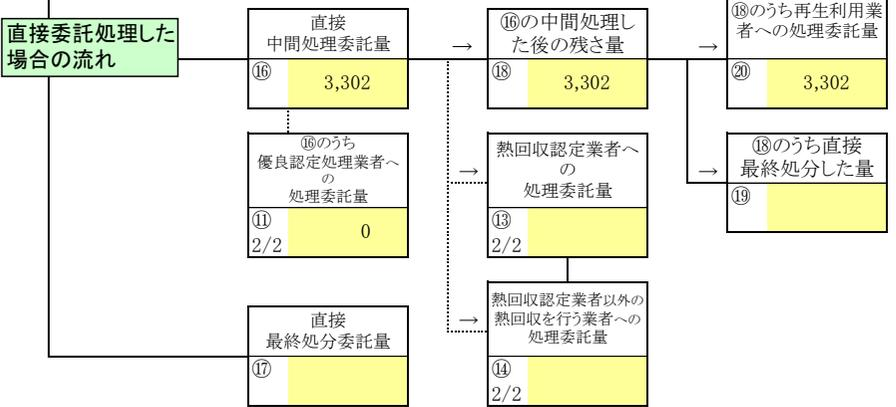 直接委託処理した
場合の流れ
直接
中間処理委託量
⑯
3,302
→
⑯の中間処理し
た後の残さ量
⑱
3,302
→
⑱のうち再生利用業
者への処理委託量
⑳
3,302
⑯のうち
優良認定処理業者へ
の
処理委託量
⑪
2/2
0
→
熱回収認定業者へ
の
処理委託量
⑬
2/2
→
⑱のうち直接
最終処分した量
⑲
直接
最終処分委託量
⑰
→
熱回収認定業者以外の
熱回収を行う業者への
処理委託量
⑭
2/2